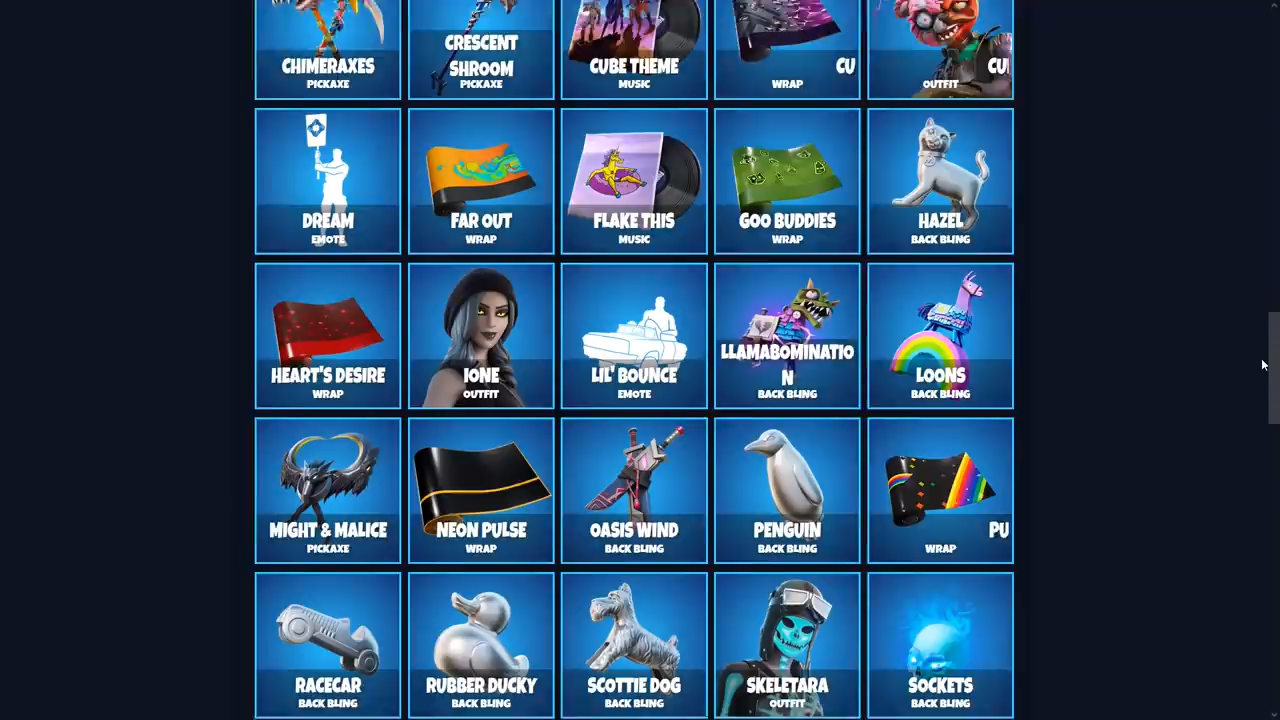 CHIMERAXES
PICKAXE
CRESCENT
SHROOM
PICKAXE
CUBE THEME
MUSIC
CU
WRAP
CU
OUTFIT
DREAM
EMOTE
FAR OUT
WRAP
FLAKE THIS
MUSIC
GOO BUDDIES
WRAP
HAZEL
BACK BLING
HEART'S DESIRE
WRAP
IONE
OUTFIT
LIL' BOUNCE
EMOTE
LLAMABOMINATIO
N
BACK BLING
LOONS
BACK BLING
MIGHT & MALICE
PICKAXE
NEON PULSE
WRAP
OASIS WIND
BACK BLING
PENGUIN
BACK BLING
PU
WRAP
RACECAR
BACK BLING
RUBBER DUCKY
BACK BLING
SCOTTIE DOG
BACK BLING
SKELETARA
OUTFIT
SOCKETS
BACK BLING